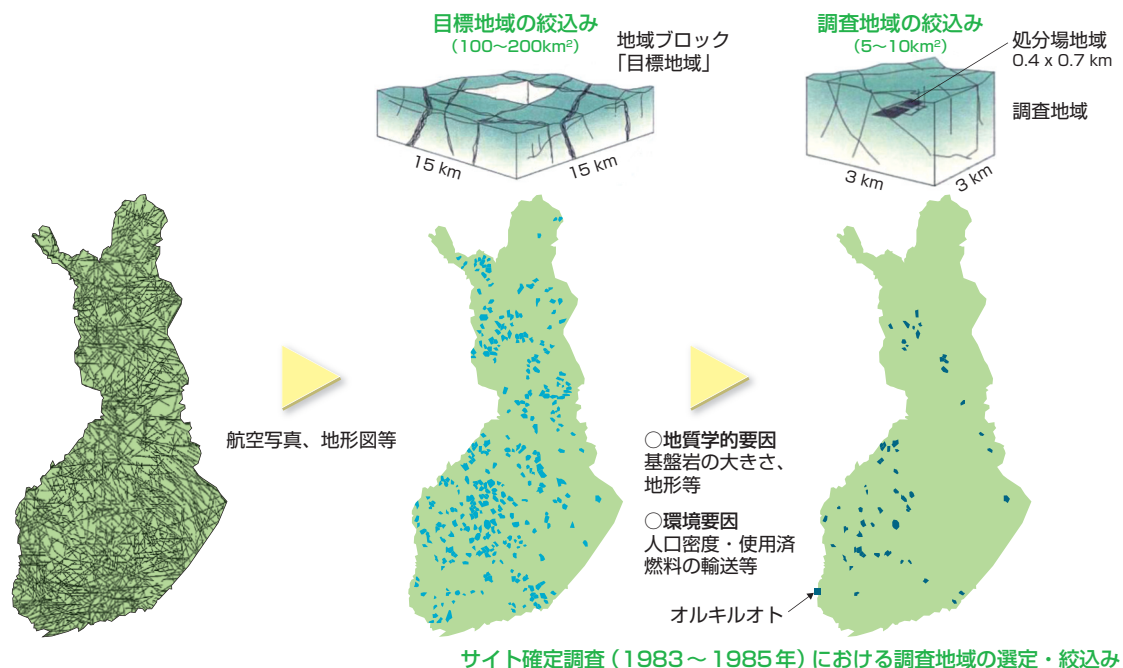 目標地域の絞込み
(100～200km²)
地域ブロック
「目標地域」
15 km
15 km
調査地域の絞込み
(5～10km²)
処分場地域
0.4 x 0.7 km
調査地域
3 km
3 km
航空写真、地形図等
○地質学的要因
基盤岩の大きさ、
地形等
○環境要因
人口密度・使用済
燃料の輸送等
オルキルオト
サイト確定調査（1983～1985年）における調査地域の選定・絞込み